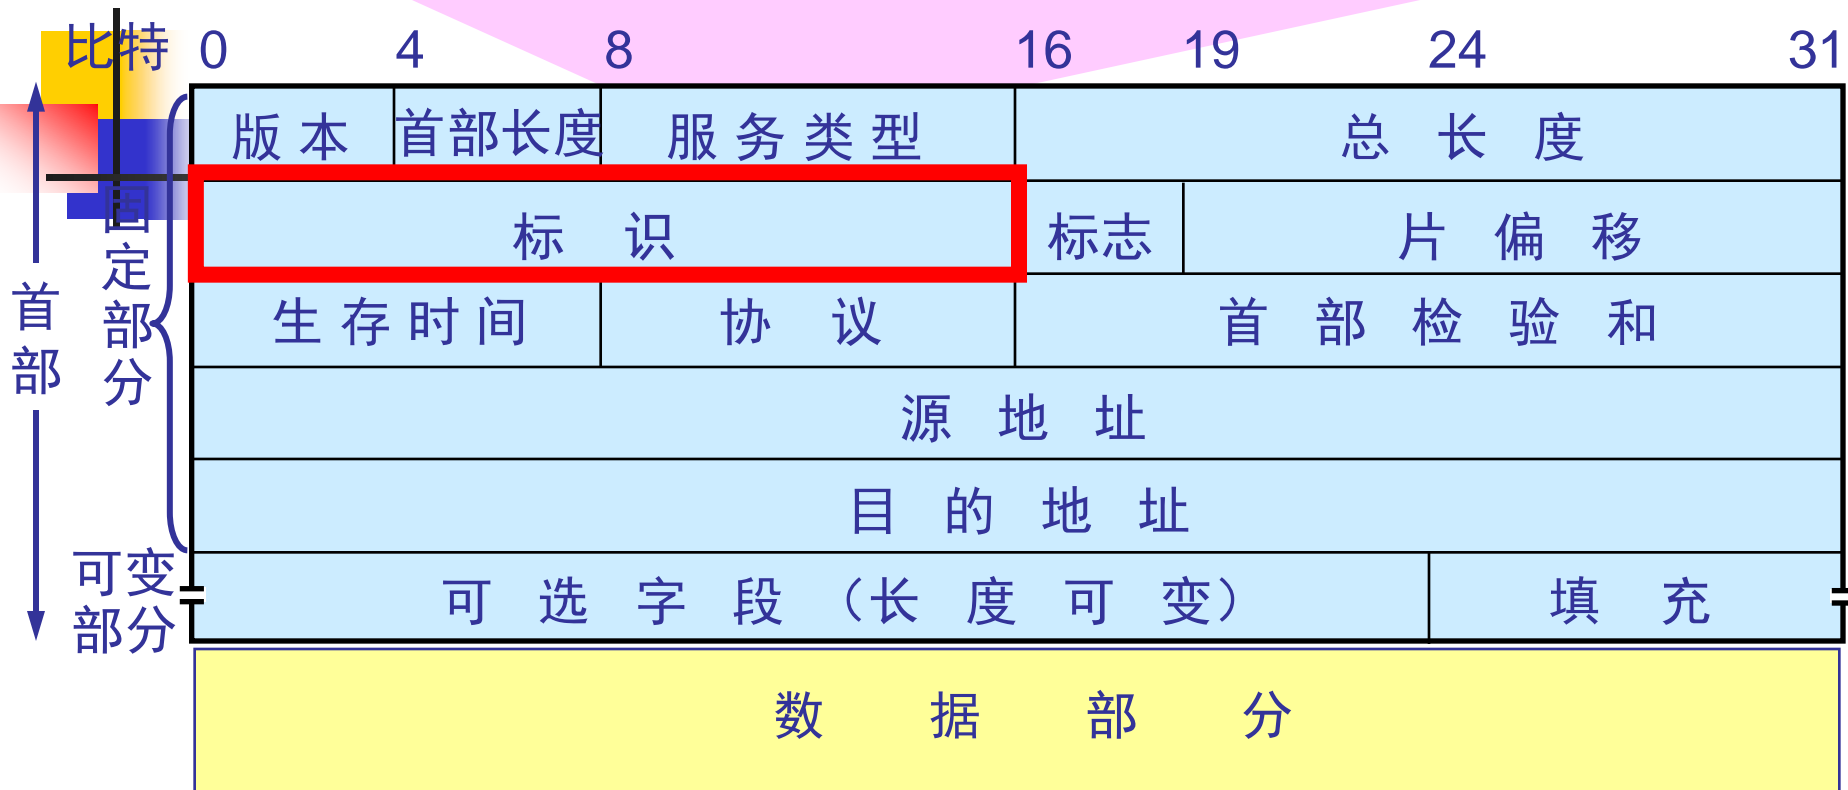 比特 0 4 8 16 19 24 31
版本 首部长度 服务类型 总长度
标识 标志 片偏移
生存时间 协议 首部检验和
源地址
目的地址
可选字段（长度可变） 填充
数据部分
首部
固定部分
可变
部分